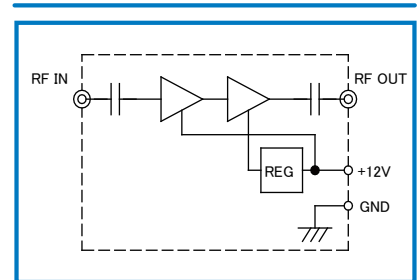 RF IN
RF OUT
REG
+12V
GND